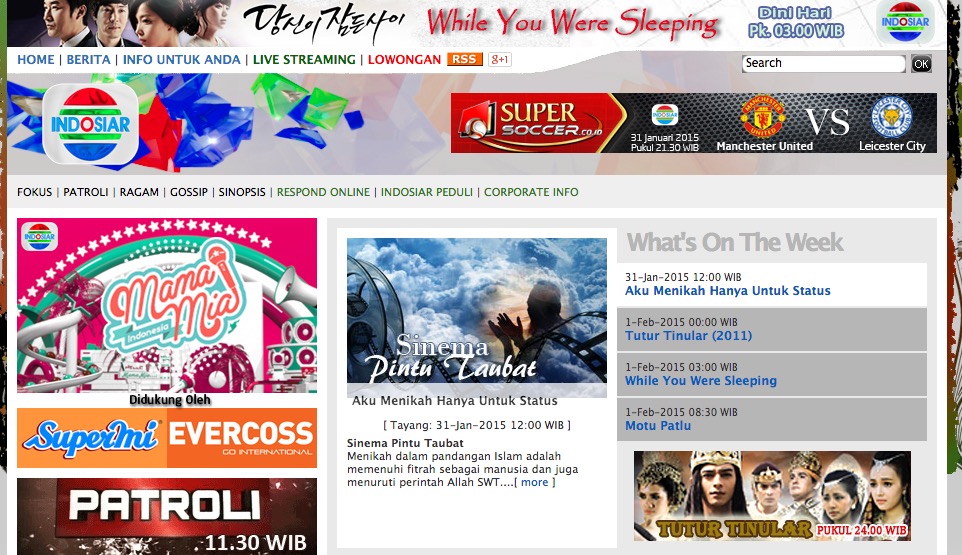 당신이 잠든사이
While You Were Sleeping
Dini Hari
Pk. 03.00 WIB
INDOSIAR
HOME | BERITA | INFO UNTUK ANDA | LIVE STREAMING | LOWONGAN RSS g+1
Search OK
INDOSIAR
SUPER
SOCCER.co.id
INDOSIAR
31 Januari 2015
Pukul 21.30 WIB
MANCHESTER
UNITED
Manchester United
VS
Leicester City
FOKUS | PATROLI | RAGAM | GOSSIP | SINOPSIS | RESPOND ONLINE | INDOSIAR PEDULI | CORPORATE INFO
INDOSIAR
Mama
Mia
Indonesia
Didukung Oleh
SuperMi
EVERCOSS
GO INTERNATIONAL
PATROLI
11.30 WIB
Sinema
Pintu Taubat
Aku Menikah Hanya Untuk Status
[ Tayang: 31-Jan-2015 12:00 WIB ]
Sinema Pintu Taubat
Menikah dalam pandangan Islam adalah
memenuhi fitrah sebagai manusia dan juga
menuruti perintah Allah SWT....[ more ]
What's On The Week
31-Jan-2015 12:00 WIB
Aku Menikah Hanya Untuk Status
1-Feb-2015 00:00 WIB
Tutur Tinular (2011)
1-Feb-2015 03:00 WIB
While You Were Sleeping
1-Feb-2015 08:30 WIB
Motu Patlu
TUTUR TINULAR PUKUL 24.00 WIB